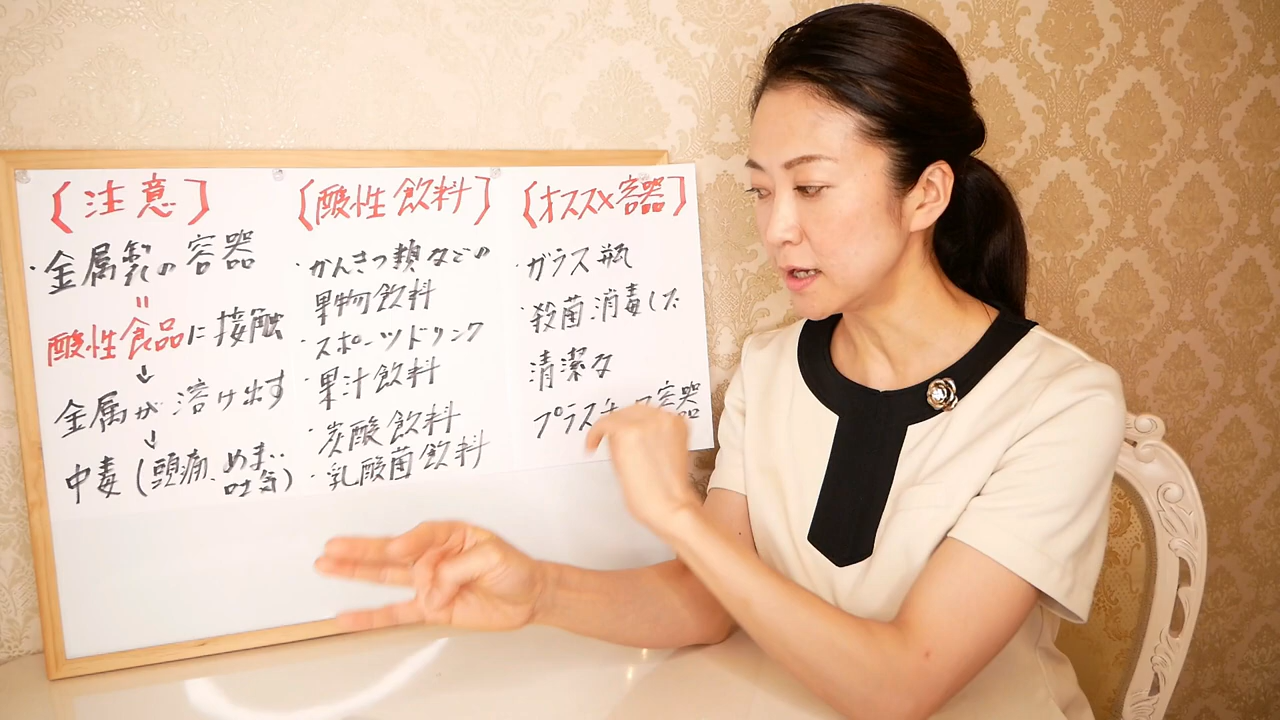 【注意】
・金属製の容器
"
酸性食品に接触
↓
金属が溶け出す
↓
中毒(頭痛、めまい、
吐気)
【酸性飲料】
・かんきつ類などの
果物飲料
・スポーツドリンク
・果汁飲料
・炭酸飲料
・乳酸菌飲料
【オススメ容器】
・ガラス瓶
・殺菌消毒した
清潔な
プラスチック容器